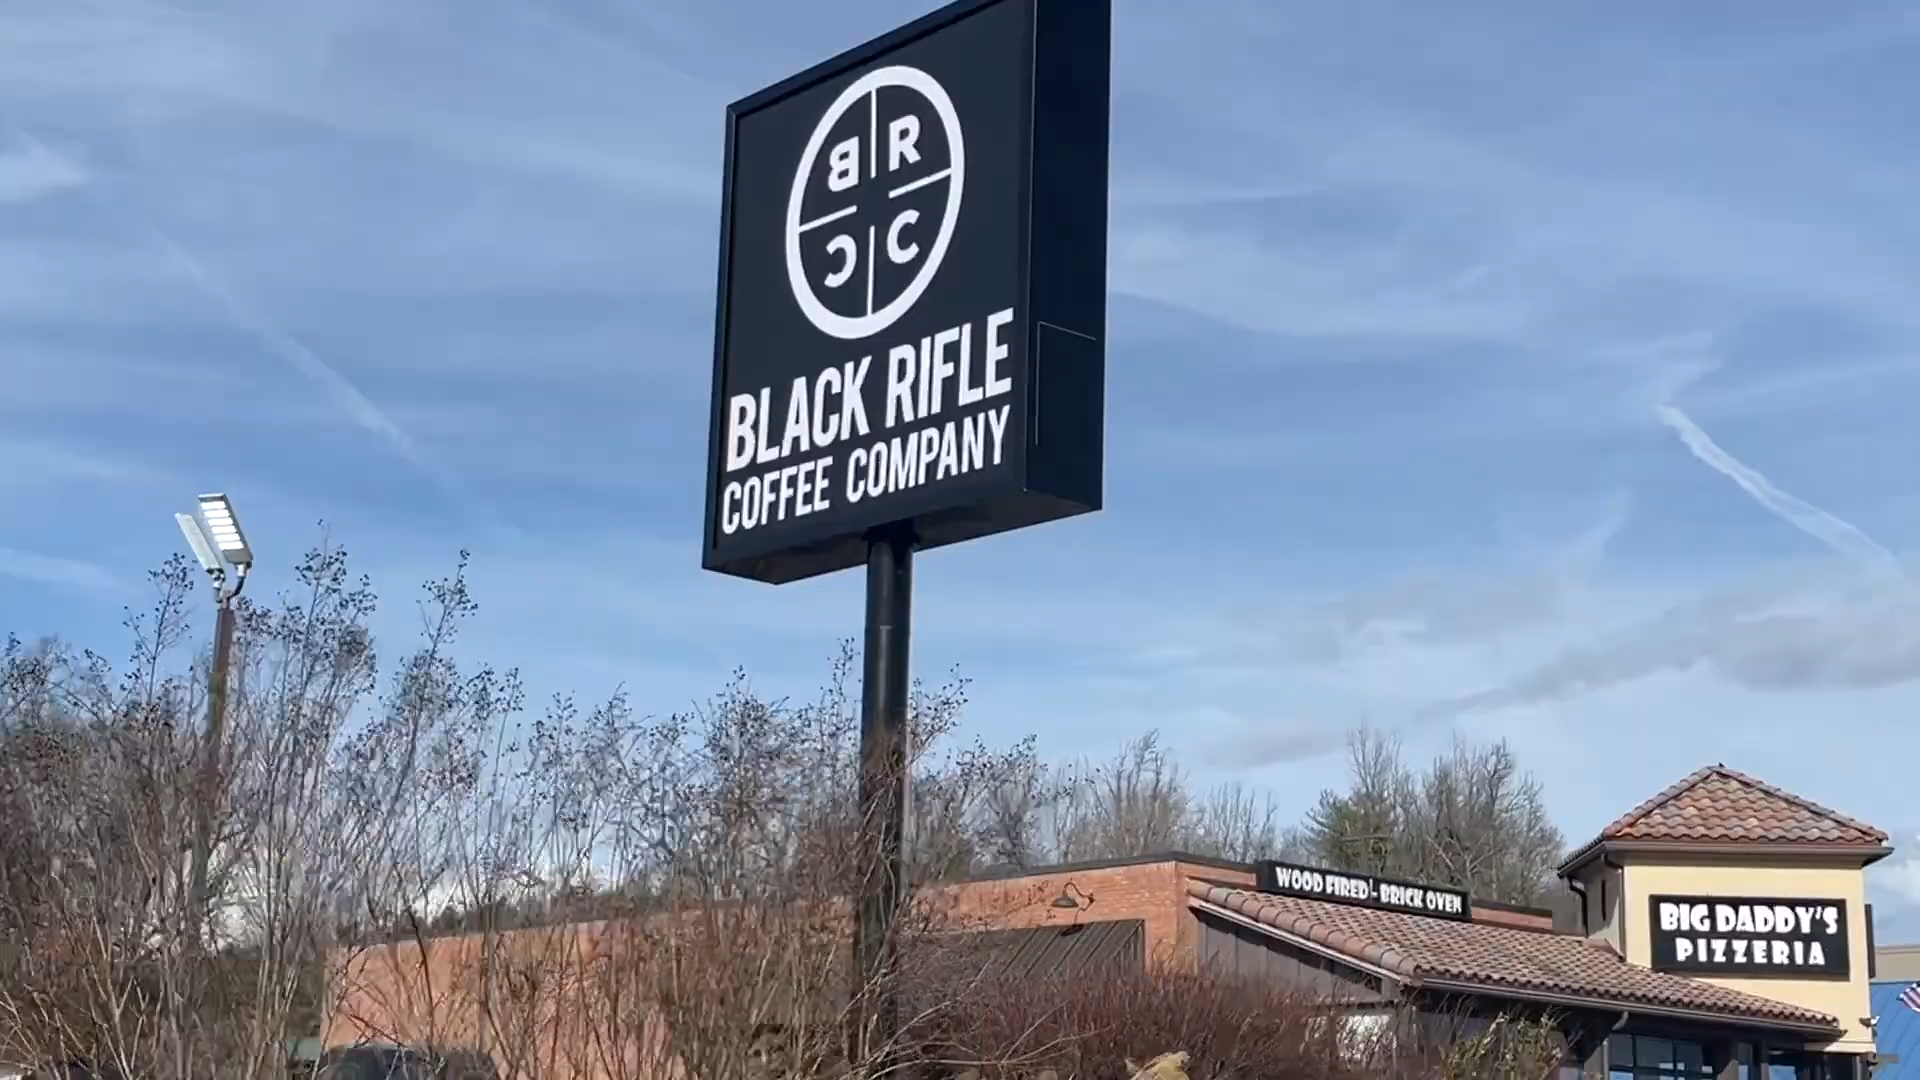 B R
C C
BLACK RIFLE
COFFEE COMPANY
WOOD FIRED - BRICK OVEN
BIG DADDY'S
PIZZERIA